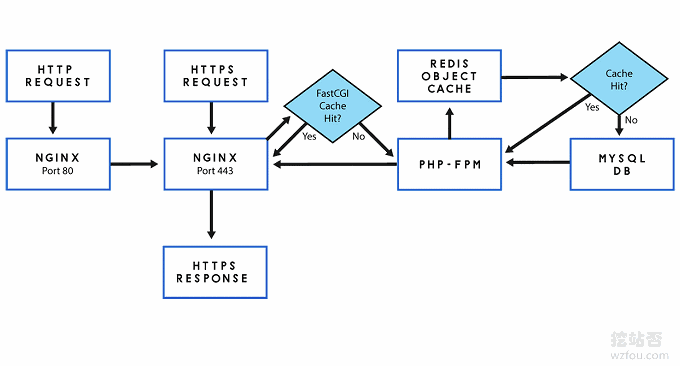 HTTP
REQUEST
HTTPS
REQUEST
FastCGI
Cache
Hit?
REDIS
OBJECT
CACHE
Cache
Hit?
Yes
No
Yes
No
NGINX
Port 80
NGINX
Port 443
PHP-FPM
MYSQL
DB
HTTPS
RESPONSE
挖站否
wzfou.com